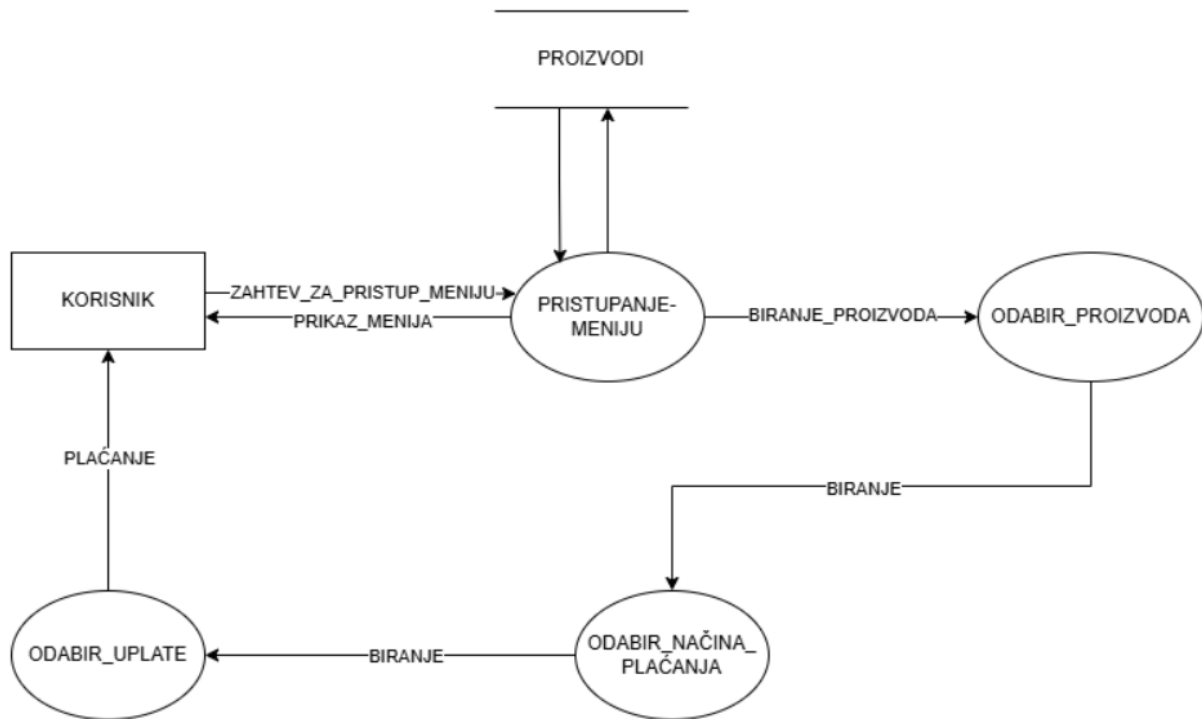 PROIZVODI
KORISNIK
ZAHTEV_ZA_PRISTUP_MENIJU
PRIKAZ_MENIJA
PRISTUPANJE-
MENIJU
BIRANJE_PROIZVODA
ODABIR_PROIZVODA
PLAĆANJE
BIRANJE
ODABIR_UPLATE
BIRANJE
ODABIR_NAČINA_
PLAĆANJA